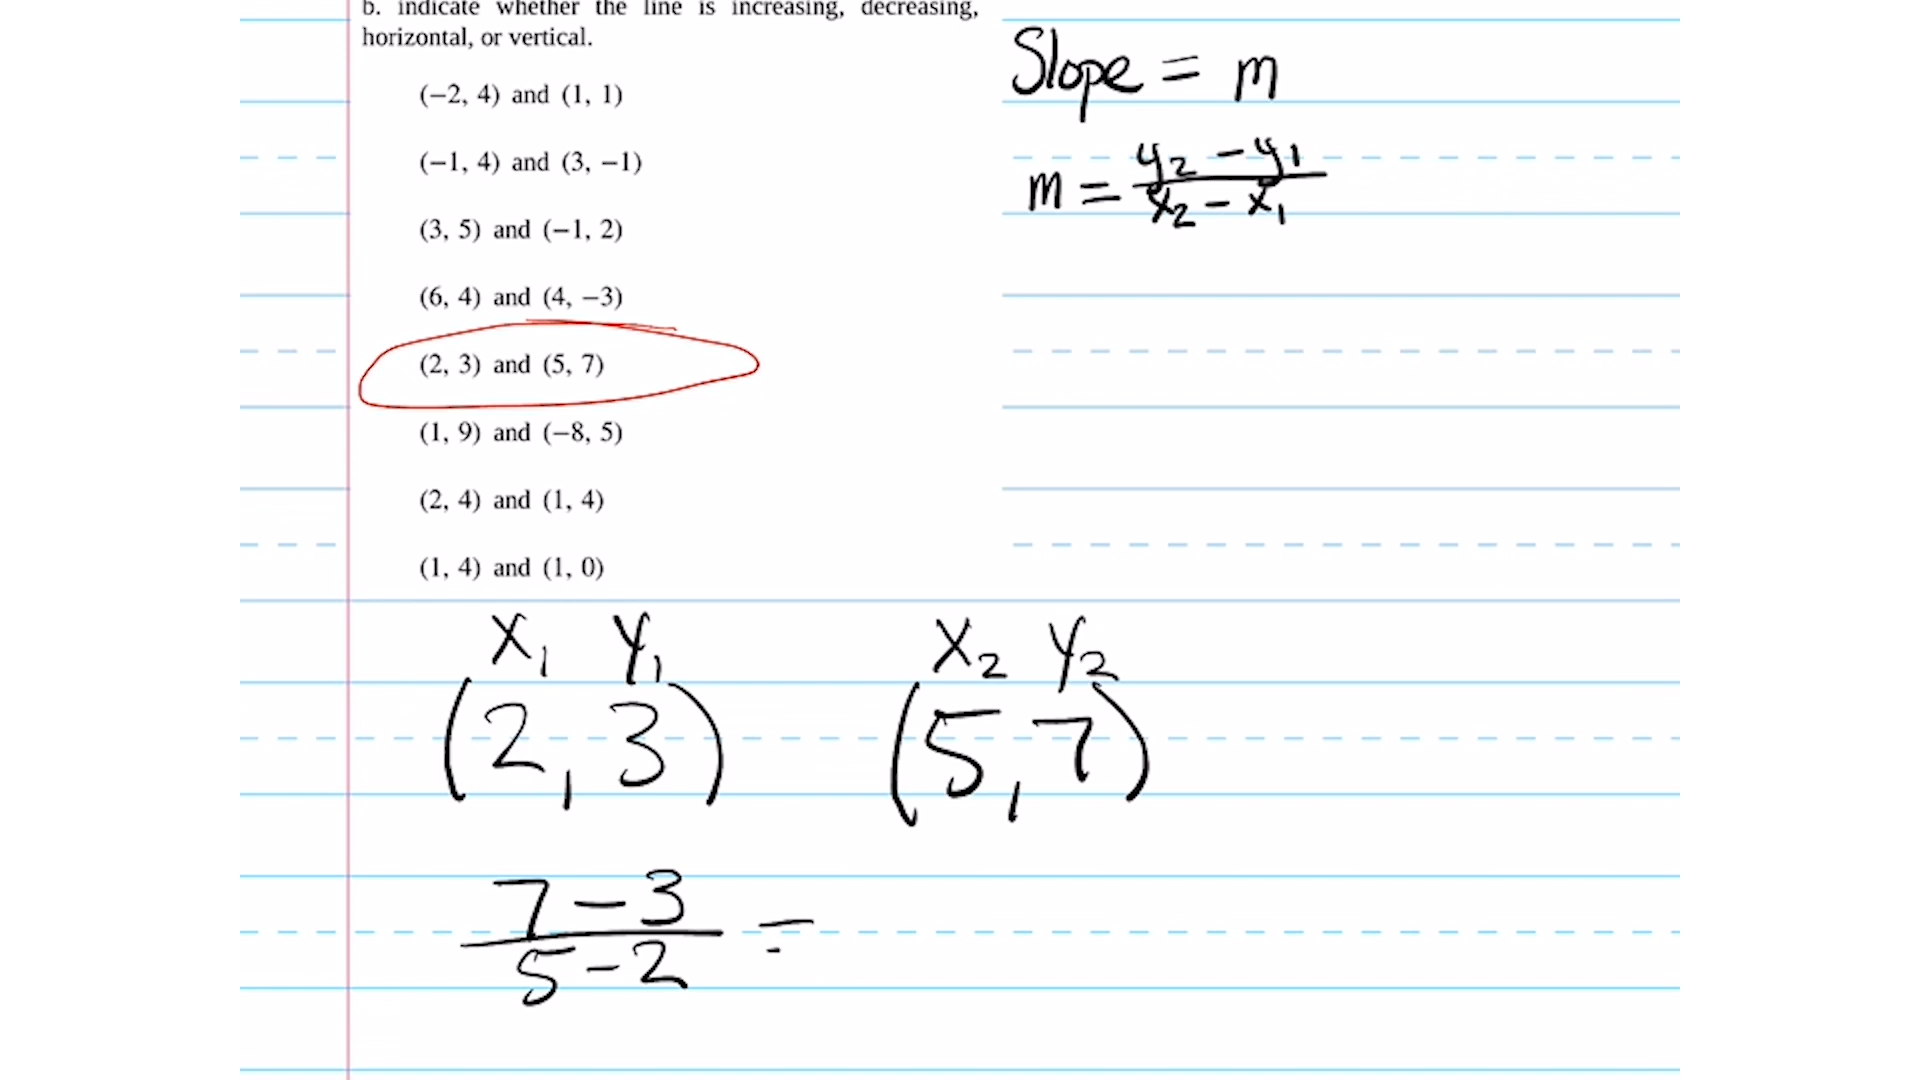 b. indicate whether the line is increasing, decreasing,
horizontal, or vertical.
(−2, 4) and (1, 1)
(−1, 4) and (3, −1)
(3, 5) and (−1, 2)
(6, 4) and (4, −3)
(2, 3) and (5, 7)
(1, 9) and (−8, 5)
(2, 4) and (1, 4)
(1, 4) and (1, 0)
Slope = m
m = y₂ − y₁ / x₂ − x₁
x₁ y₁ x₂ y₂
(2, 3) (5, 7)
7 − 3 / 5 − 2 =